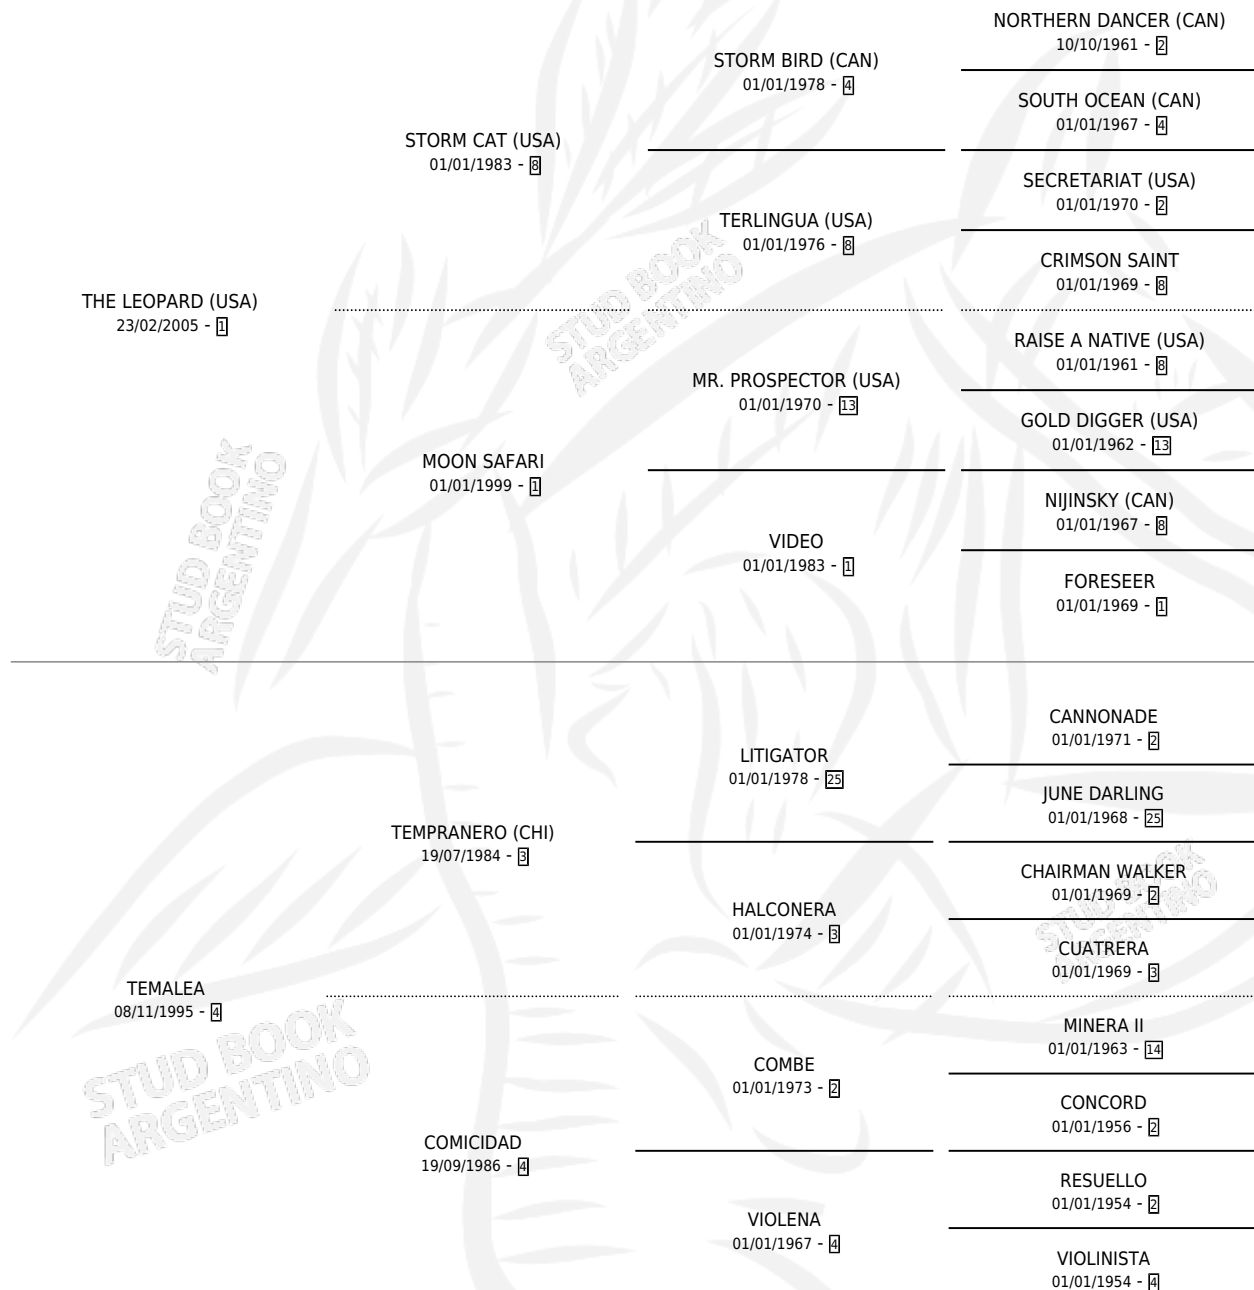 NORTHERN DANCER (CAN)
10/10/1961 - 2
STORM BIRD (CAN)
01/01/1978 - 4
SOUTH OCEAN (CAN)
01/01/1967 - 4
STORM CAT (USA)
01/01/1983 - 8
SECRETARIAT (USA)
01/01/1970 - 2
TERLINGUA (USA)
01/01/1976 - 8
CRIMSON SAINT
01/01/1969 - 8
THE LEOPARD (USA)
23/02/2005 - 1
STUD BOOK
ARGENTINO
RAISE A NATIVE (USA)
01/01/1961 - 8
MR. PROSPECTOR (USA)
01/01/1970 - 13
GOLD DIGGER (USA)
01/01/1962 - 13
MOON SAFARI
01/01/1999 - 1
NIJINSKY (CAN)
01/01/1967 - 8
VIDEO
01/01/1983 - 1
FORESEER
01/01/1969 - 1
STUD BOOK
ARGENTINO
CANNONADE
01/01/1971 - 2
LITIGATOR
01/01/1978 - 25
JUNE DARLING
01/01/1968 - 25
TEMPRANERO (CHI)
19/07/1984 - 3
CHAIRMAN WALKER
01/01/1969 - 2
HALCONERA
01/01/1974 - 3
STUD BOOK
ARGENTINO
CUATRERA
01/01/1969 - 3
TEMALEA
08/11/1995 - 4
MINERA II
01/01/1963 - 14
COMBE
01/01/1973 - 2
STUD BOOK
ARGENTINO
CONCORD
01/01/1956 - 2
COMICIDAD
19/09/1986 - 4
RESUELLO
01/01/1954 - 2
VIOLENA
01/01/1967 - 4
VIOLINISTA
01/01/1954 - 4